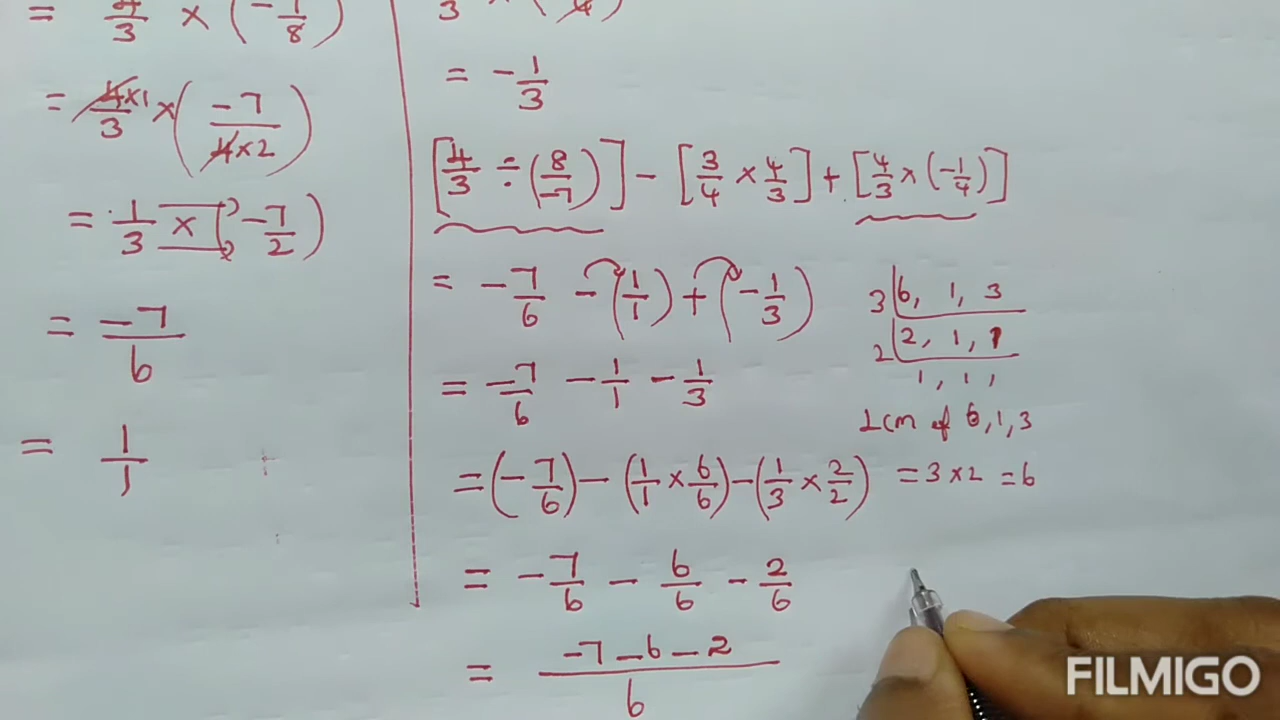 = 4/3 × (-1/8)
= 4×1/3 × (-7/4×2)
= 1/3 × (-7/2)
= -7/6
= 1/1
= -1/3
[4/3 ÷ (8/-7)] - [3/4 × 4/3] + [4/3 × (-1/4)]
= -7/6 - (1/1) + (-1/3)
= -7/6 - 1/1 - 1/3
= (-7/6) - (1/1 × 6/6) - (1/3 × 2/2)
= -7/6 - 6/6 - 2/6
= -7-6-2/6
3 | 6, 1, 3
2 | 2, 1, 1
1, 1,
Lcm of 6,1,3
= 3×2 = 6
FILMIGO